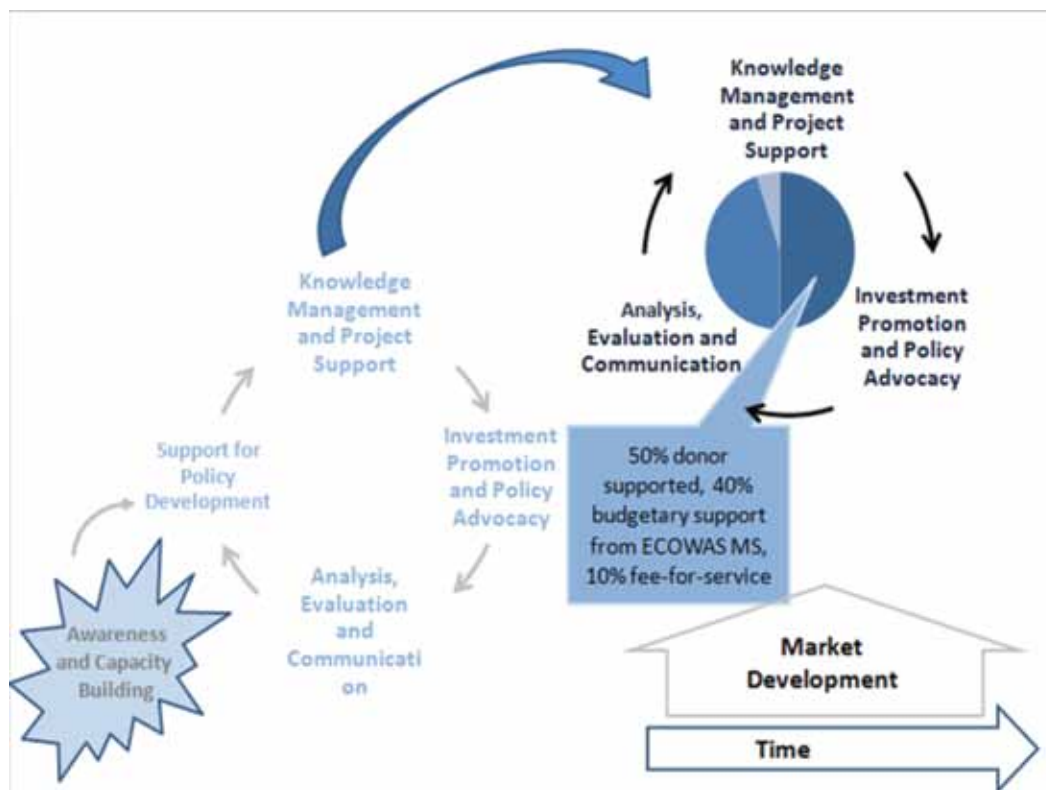 Knowledge
Management
and Project
Support
Investment
Promotion
and Policy
Advocacy
Analysis,
Evaluation and
Communication
Knowledge
Management
and Project
Support
Investment
Promotion
and Policy
Advocacy
Analysis,
Evaluation
and
Communicati
on
Support for
Policy
Development
Awareness
and Capacity
Building
50% donor
supported, 40%
budgetary support
from ECOWAS MS,
10% fee-for-service
Market
Development
Time